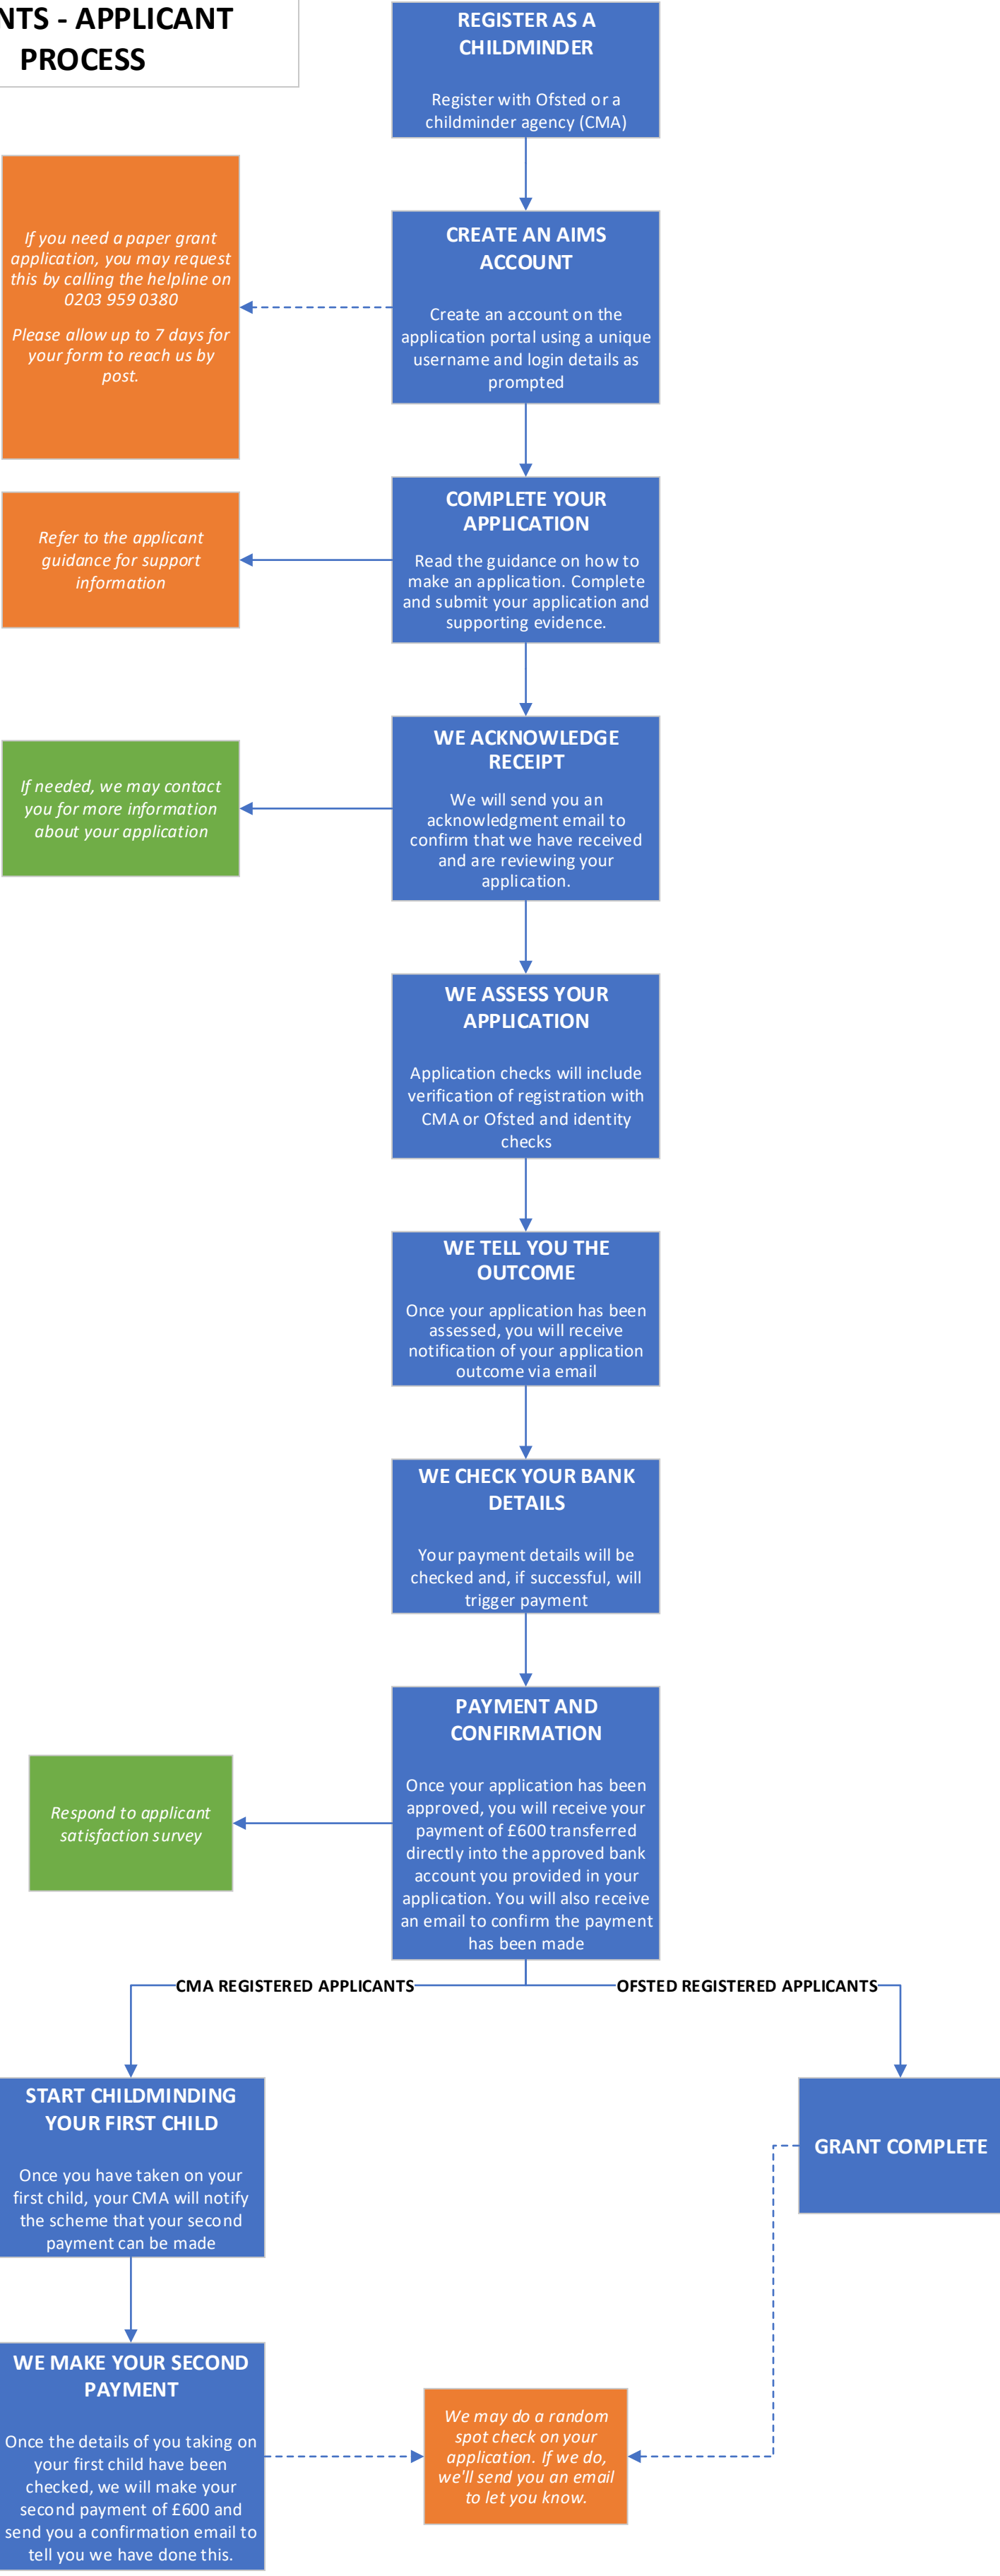 - APPLICANT
PROCESS
REGISTER AS A
CHILDMINDER
Register with Ofsted or a
childminder agency (CMA)
If you need a paper grant
application, you may request
this by calling the helpline on
0203 959 0380
Please allow up to 7 days for
your form to reach us by
post.
CREATE AN AIMS
ACCOUNT
Create an account on the
application portal using a unique
username and login details as
prompted
COMPLETE YOUR
APPLICATION
Read the guidance on how to
make an application. Complete
and submit your application and
supporting evidence.
Refer to the applicant
guidance for support
information
WE ACKNOWLEDGE
RECEIPT
We will send you an
acknowledgment email to
confirm that we have received
and are reviewing your
application.
If needed, we may contact
you for more information
about your application
WE ASSESS YOUR
APPLICATION
Application checks will include
verification of registration with
CMA or Ofsted and identity
checks
WE TELL YOU THE
OUTCOME
Once your application has been
assessed, you will receive
notification of your application
outcome via email
WE CHECK YOUR BANK
DETAILS
Your payment details will be
checked and, if successful, will
trigger payment
PAYMENT AND
CONFIRMATION
Once your application has been
approved, you will receive your
payment of £600 transferred
directly into the approved bank
account you provided in your
application. You will also receive
an email to confirm the payment
has been made
Respond to applicant
satisfaction survey
CMA REGISTERED APPLICANTS
OFSTED REGISTERED APPLICANTS
START CHILDMINDING
YOUR FIRST CHILD
Once you have taken on your
first child, your CMA will notify
the scheme that your second
payment can be made
GRANT COMPLETE
WE MAKE YOUR SECOND
PAYMENT
Once the details of you taking on
your first child have been
checked, we will make your
second payment of £600 and
send you a confirmation email to
tell you we have done this.
We may do a random
spot check on your
application. If we do,
we'll send you an email
to let you know.